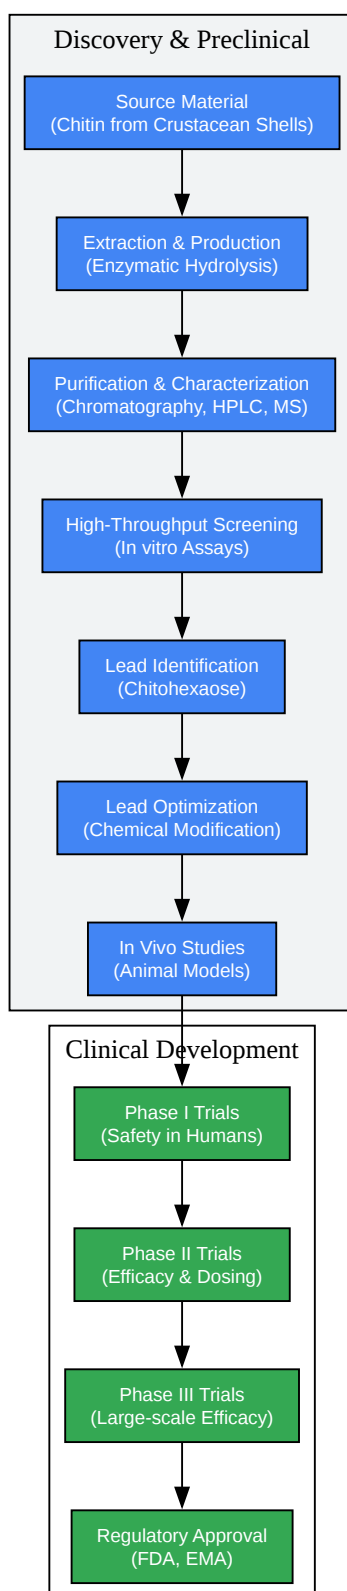 Discovery & Preclinical
Source Material
(Chitin from Crustacean Shells)
Extraction & Production
(Enzymatic Hydrolysis)
Purification & Characterization
(Chromatography, HPLC, MS)
High-Throughput Screening
(In vitro Assays)
Lead Identification
(Chitohexaose)
Lead Optimization
(Chemical Modification)
In Vivo Studies
(Animal Models)
Clinical Development
Phase I Trials
(Safety in Humans)
Phase II Trials
(Efficacy & Dosing)
Phase III Trials
(Large-scale Efficacy)
Regulatory Approval
(FDA, EMA)